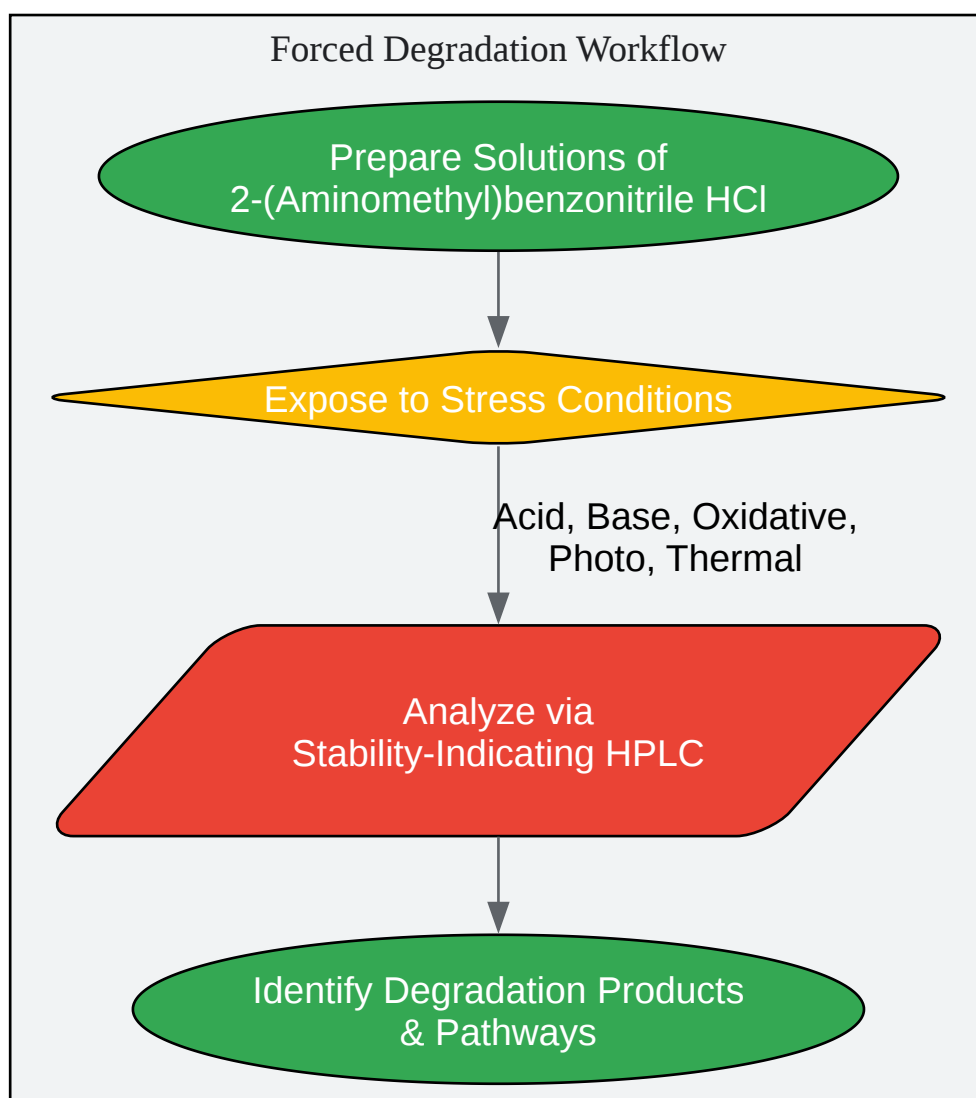 Forced Degradation Workflow
Prepare Solutions of
2-(Aminomethyl)benzonitrile HCl
Expose to Stress Conditions
Acid, Base, Oxidative,
Photo, Thermal
Analyze via
Stability-Indicating HPLC
Identify Degradation Products
& Pathways